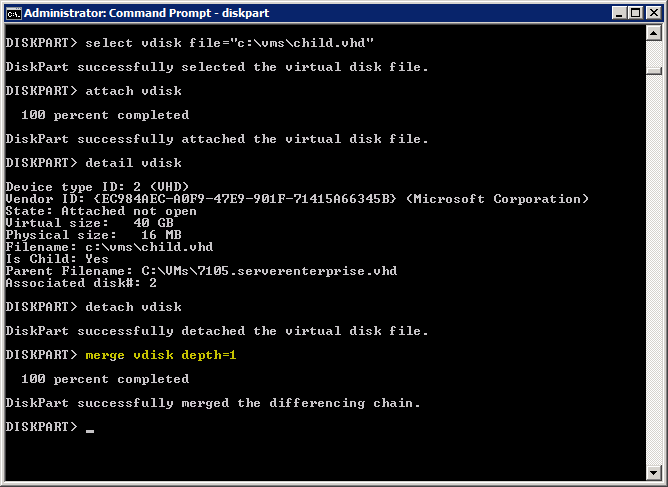 Administrator: Command Prompt - diskpart
DISKPART> select vdisk file="c:\vms\child.vhd"
DiskPart successfully selected the virtual disk file.
DISKPART> attach vdisk
100 percent completed
DiskPart successfully attached the virtual disk file.
DISKPART> detail vdisk
Device type ID: 2 (VHD)
Vendor ID: {EC984AEC-A0F9-47E9-901F-71415A66345B} (Microsoft Corporation)
State: Attached not open
Virtual size:   40 GB
Physical size:   16 MB
Filename: c:\vms\child.vhd
Is Child: Yes
Parent Filename: C:\VMs\7105.serverenterprise.vhd
Associated disk#: 2
DISKPART> detach vdisk
DiskPart successfully detached the virtual disk file.
DISKPART> merge vdisk depth=1
100 percent completed
DiskPart successfully merged the differencing chain.
DISKPART> _